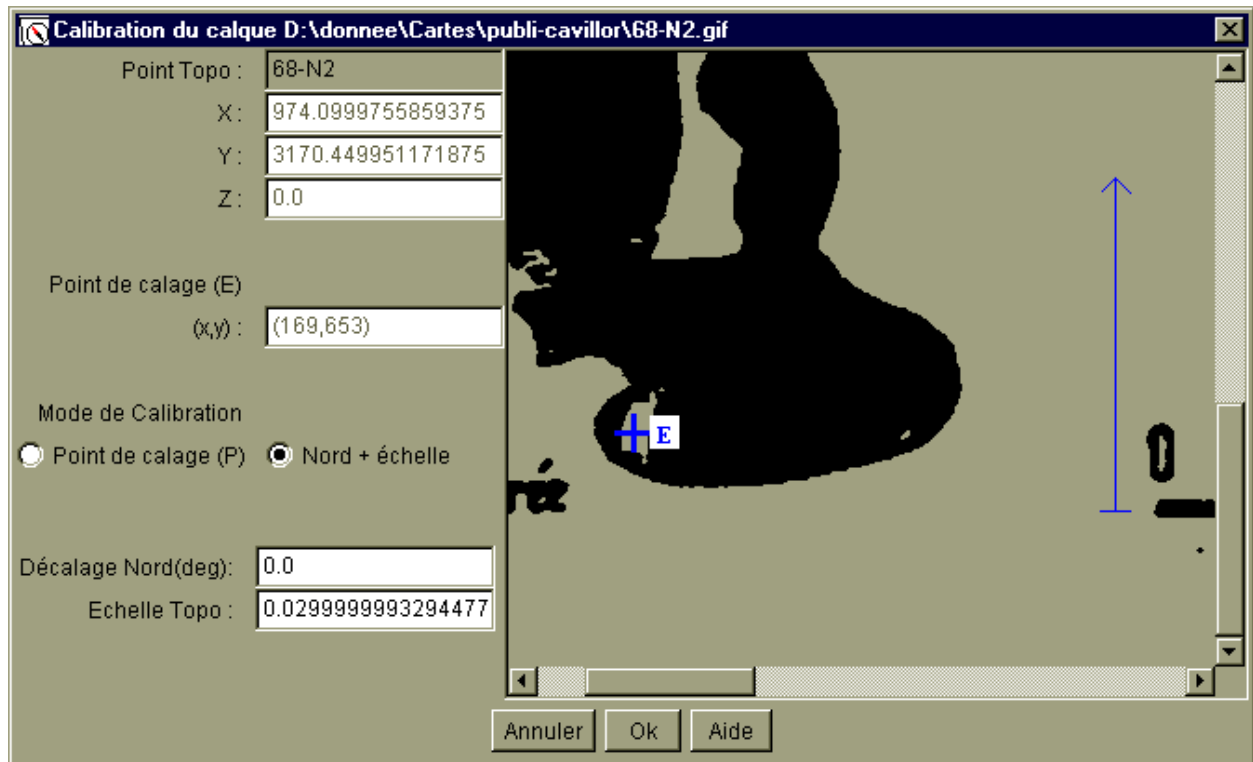 Calibration du calque D:\donnee\Cartes\publi-cavillor\68-N2.gif
Point Topo : 68-N2
X : 974.0999755859375
Y : 3170.449951171875
Z : 0.0
Point de calage (E)
(x,y) : (169,653)
Mode de Calibration
Point de calage (P) Nord + échelle
Décalage Nord(deg): 0.0
Echelle Topo : 0.0299999993294477
E
0
Annuler Ok Aide